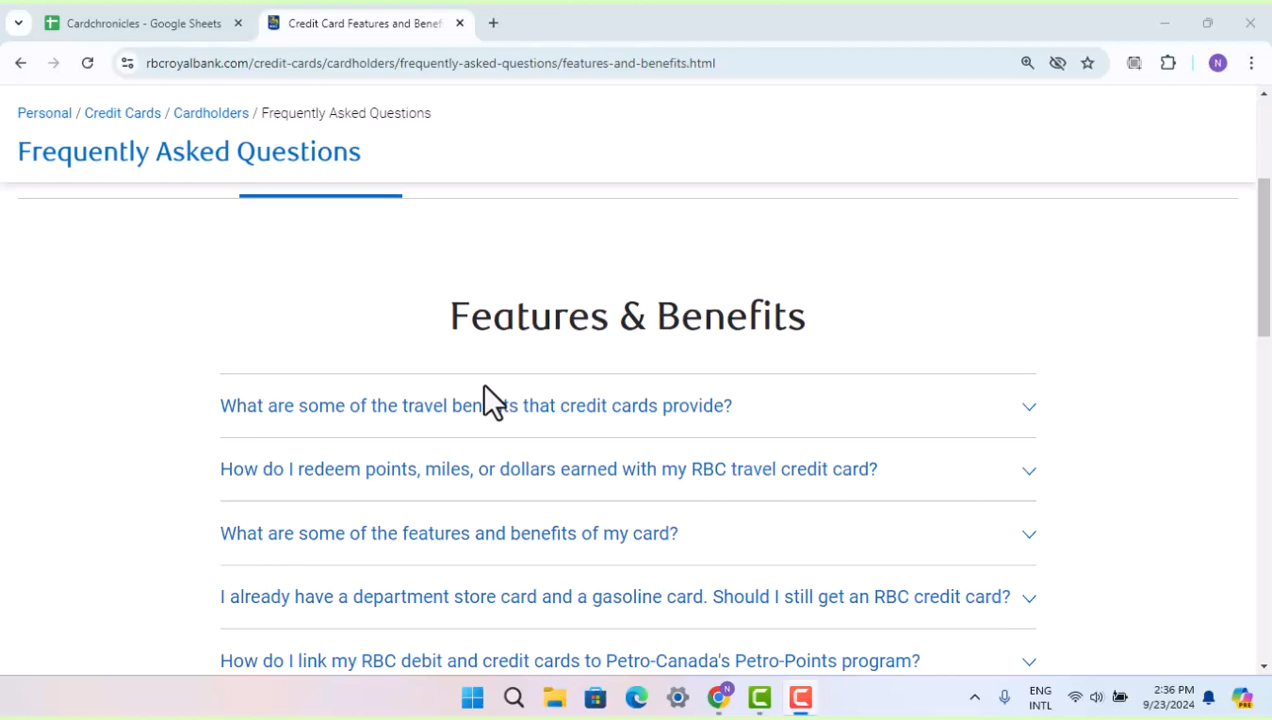 Cardchronicles - Google Sheets
Credit Card Features and Benef
rbcroyalbank.com/credit-cards/cardholders/frequently-asked-questions/features-and-benefits.html
N
Personal / Credit Cards / Cardholders / Frequently Asked Questions
Frequently Asked Questions
Features & Benefits
What are some of the travel benefits that credit cards provide?
How do I redeem points, miles, or dollars earned with my RBC travel credit card?
What are some of the features and benefits of my card?
I already have a department store card and a gasoline card. Should I still get an RBC credit card?
How do I link my RBC debit and credit cards to Petro-Canada's Petro-Points program?
ENG
INTL
2:36 PM
9/23/2024
PRE